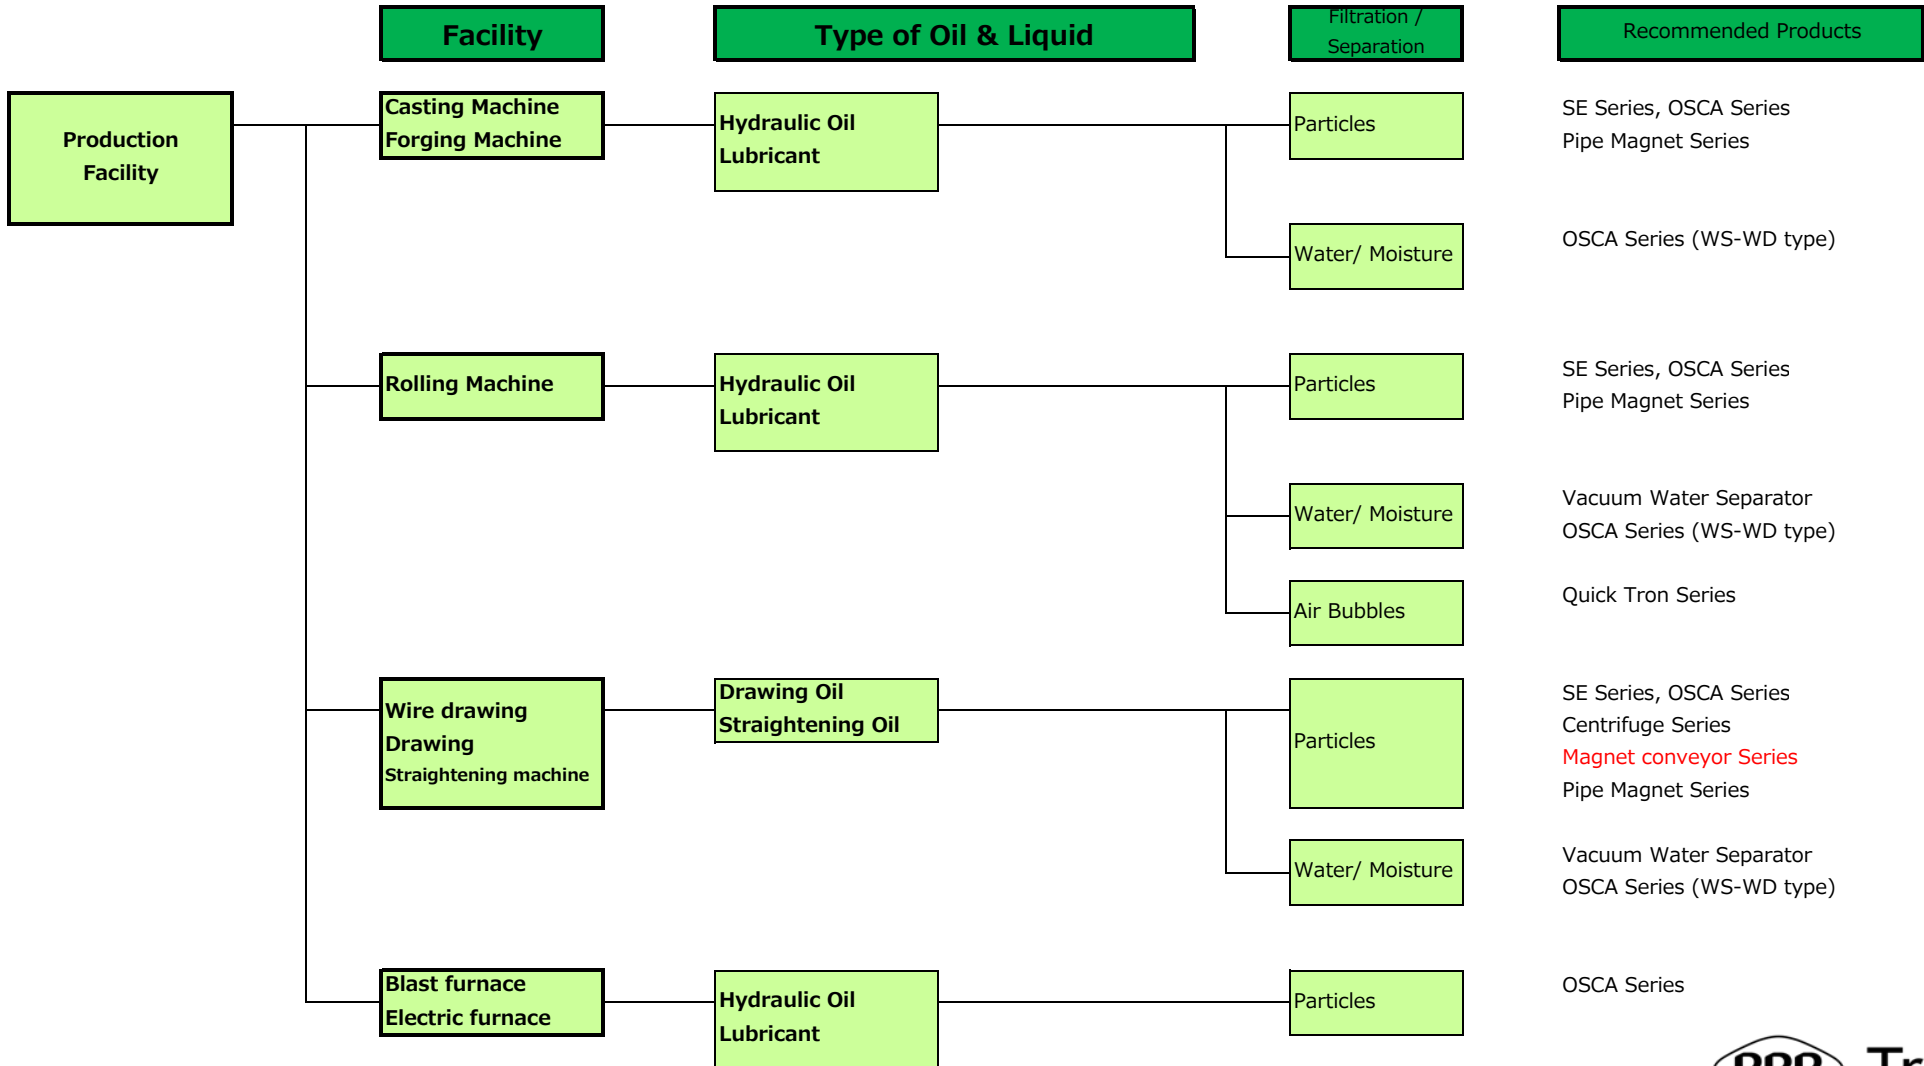 Facility
Type of Oil & Liquid
Filtration /
Separation
Recommended Products
Production
Facility
Casting Machine
Forging Machine
Hydraulic Oil
Lubricant
Particles
SE Series, OSCA Series
Pipe Magnet Series
Water/ Moisture
OSCA Series (WS-WD type)
Rolling Machine
Hydraulic Oil
Lubricant
Particles
SE Series, OSCA Series
Pipe Magnet Series
Water/ Moisture
Vacuum Water Separator
OSCA Series (WS-WD type)
Air Bubbles
Quick Tron Series
Wire drawing
Drawing
Straightening machine
Drawing Oil
Straightening Oil
Particles
SE Series, OSCA Series
Centrifuge Series
Magnet conveyor Series
Pipe Magnet Series
Water/ Moisture
Vacuum Water Separator
OSCA Series (WS-WD type)
Blast furnace
Electric furnace
Hydraulic Oil
Lubricant
Particles
OSCA Series